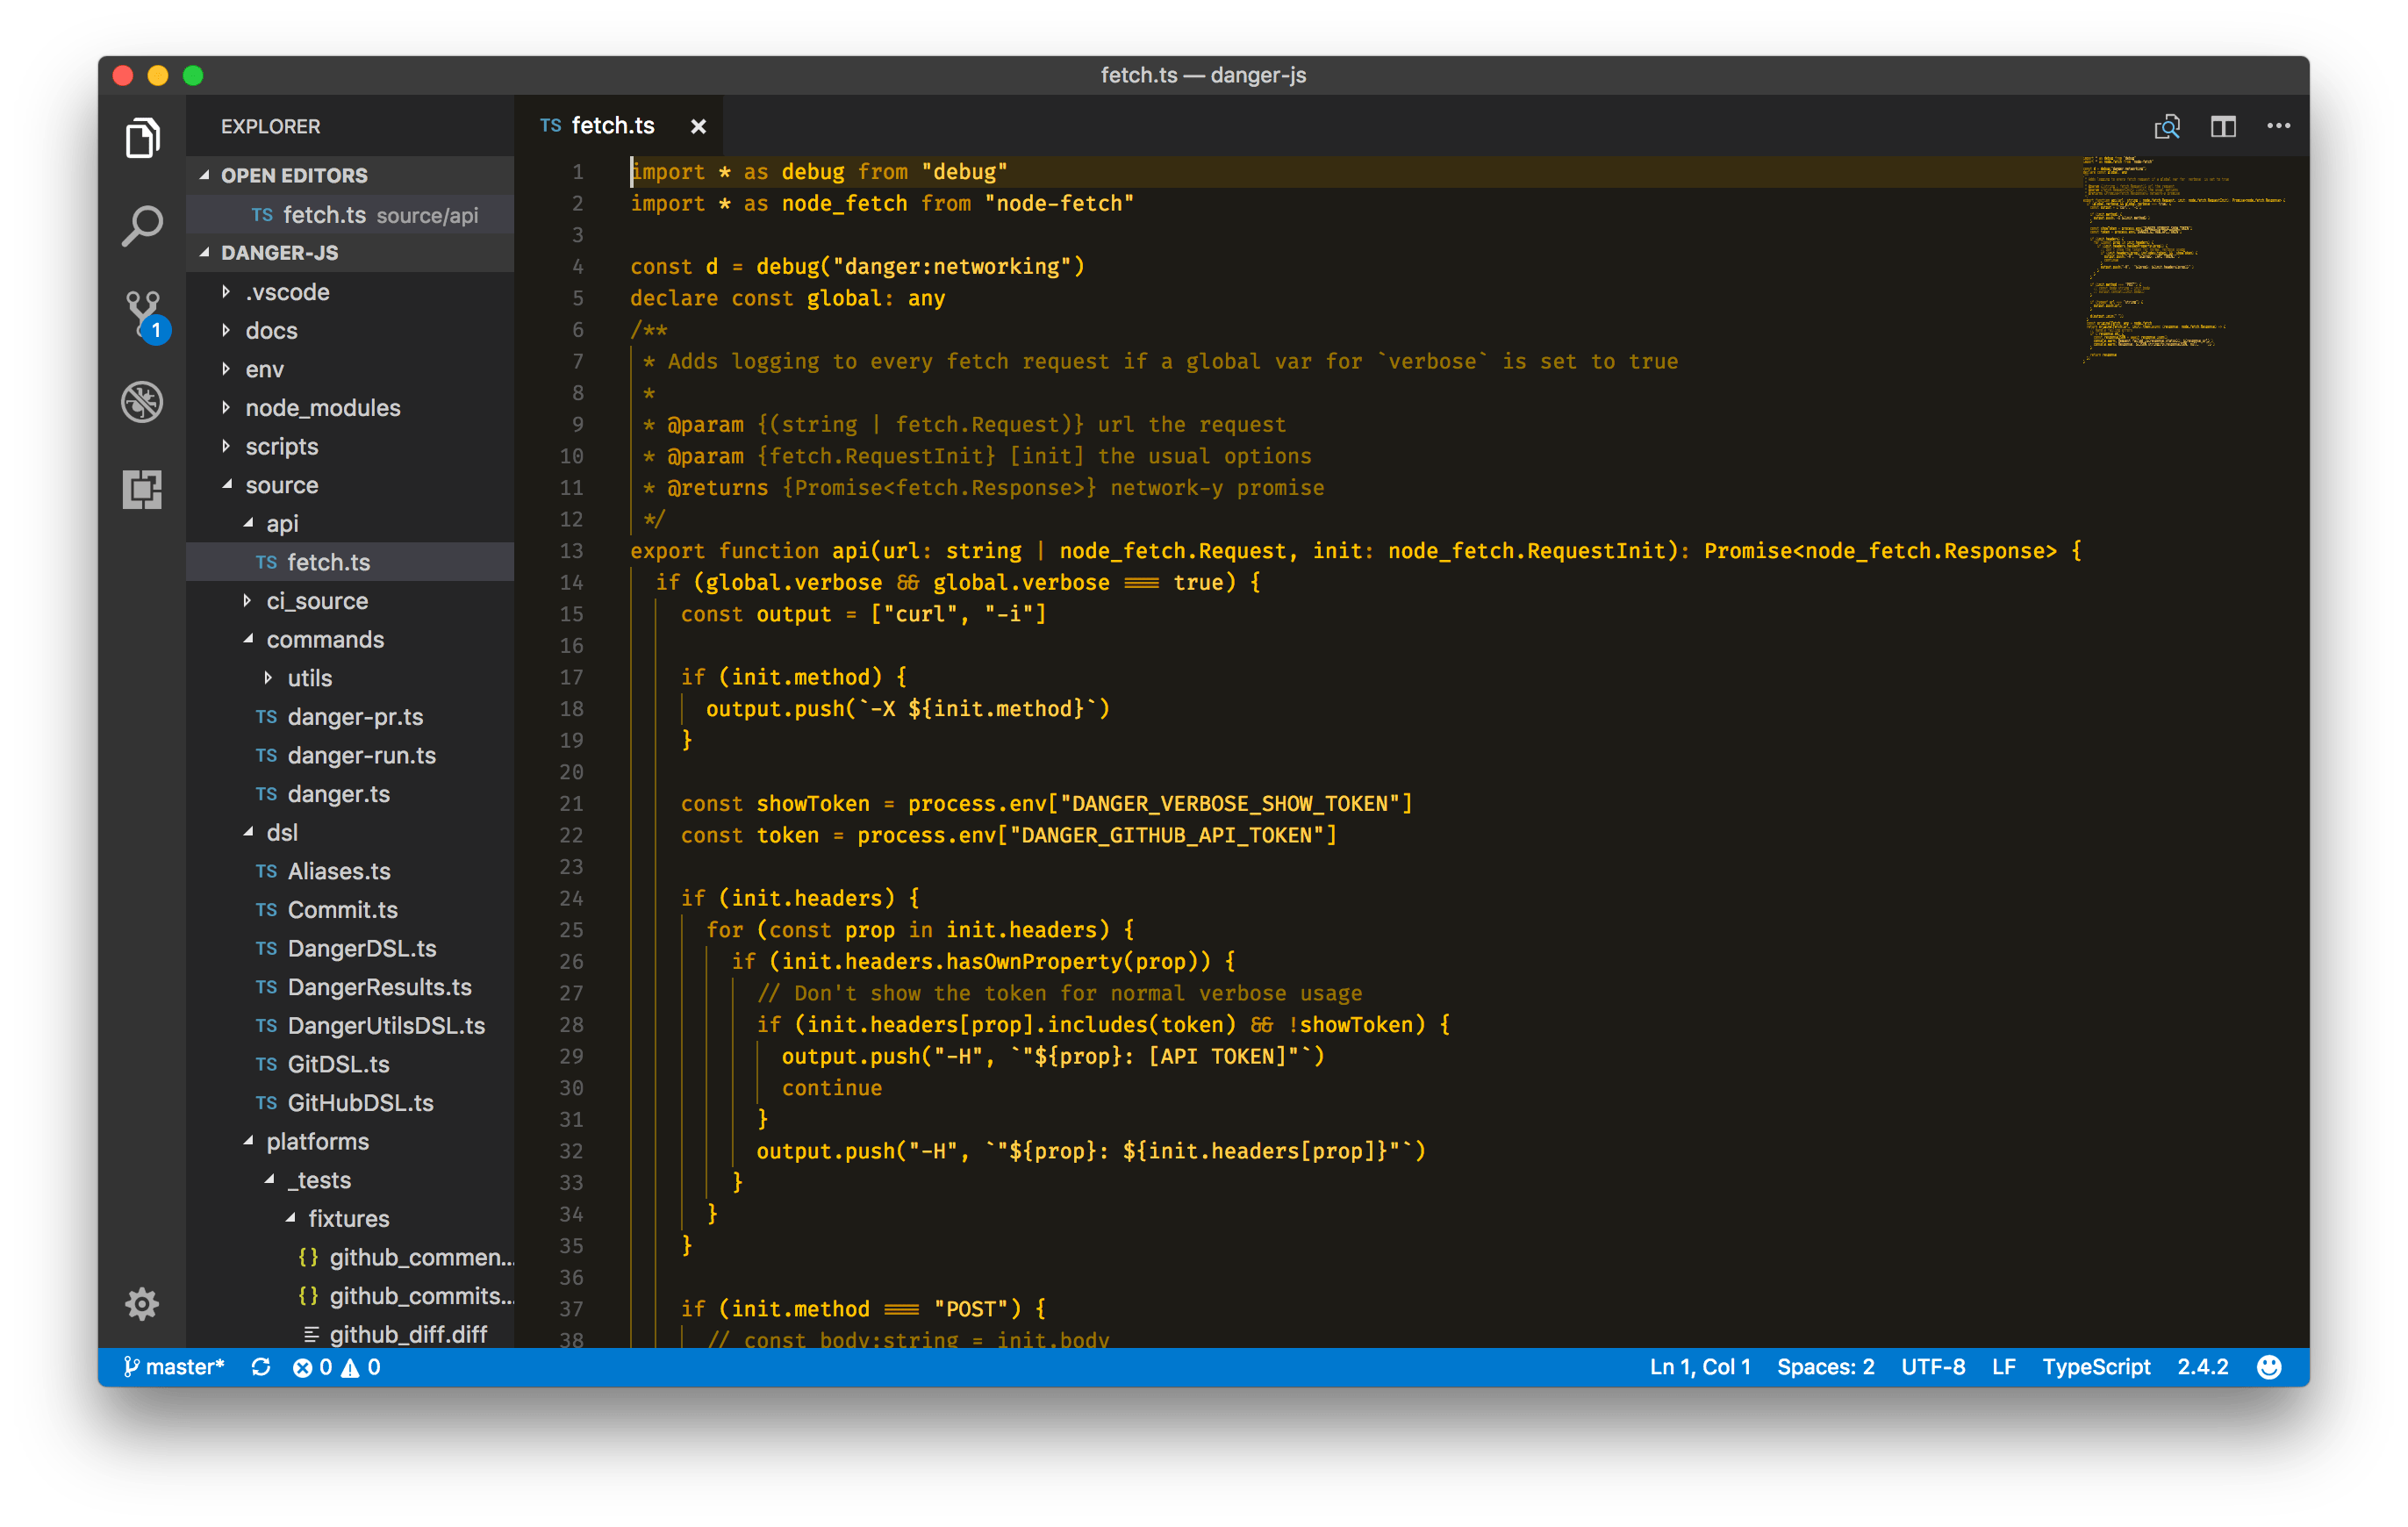 fetch.ts — danger-js
EXPLORER
OPEN EDITORS
TS fetch.ts source/api
DANGER-JS
.vscode
docs
env
node_modules
scripts
source
api
TS fetch.ts
ci_source
commands
utils
TS danger-pr.ts
TS danger-run.ts
TS danger.ts
dsl
TS Aliases.ts
TS Commit.ts
TS DangerDSL.ts
TS DangerResults.ts
TS DangerUtilsDSL.ts
TS GitDSL.ts
TS GitHubDSL.ts
platforms
_tests
fixtures
{} github_commen...
{} github_commits...
github_diff.diff
1
TS fetch.ts ×
1 import * as debug from "debug"
2 import * as node_fetch from "node-fetch"
3
4 const d = debug("danger:networking")
5 declare const global: any
6 /**
7 * Adds logging to every fetch request if a global var for `verbose` is set to true
8 *
9 * @param {(string | fetch.Request)} url the request
10 * @param {fetch.RequestInit} [init] the usual options
11 * @returns {Promise<fetch.Response>} network-y promise
12 */
13 export function api(url: string | node_fetch.Request, init: node_fetch.RequestInit): Promise<node_fetch.Response> {
14 if (global.verbose && global.verbose === true) {
15 const output = ["curl", "-i"]
16
17 if (init.method) {
18 output.push(`-X ${init.method}`)
19 }
20
21 const showToken = process.env["DANGER_VERBOSE_SHOW_TOKEN"]
22 const token = process.env["DANGER_GITHUB_API_TOKEN"]
23
24 if (init.headers) {
25 for (const prop in init.headers) {
26 if (init.headers.hasOwnProperty(prop)) {
27 // Don't show the token for normal verbose usage
28 if (init.headers[prop].includes(token) && !showToken) {
29 output.push("-H", `"${prop}: [API TOKEN]"`)
30 continue
31 }
32 output.push("-H", `"${prop}: ${init.headers[prop]}"`)
33 }
34 }
35 }
36
37 if (init.method === "POST") {
38 // const body:string = init.body
master* 0 0
Ln 1, Col 1 Spaces: 2 UTF-8 LF TypeScript 2.4.2